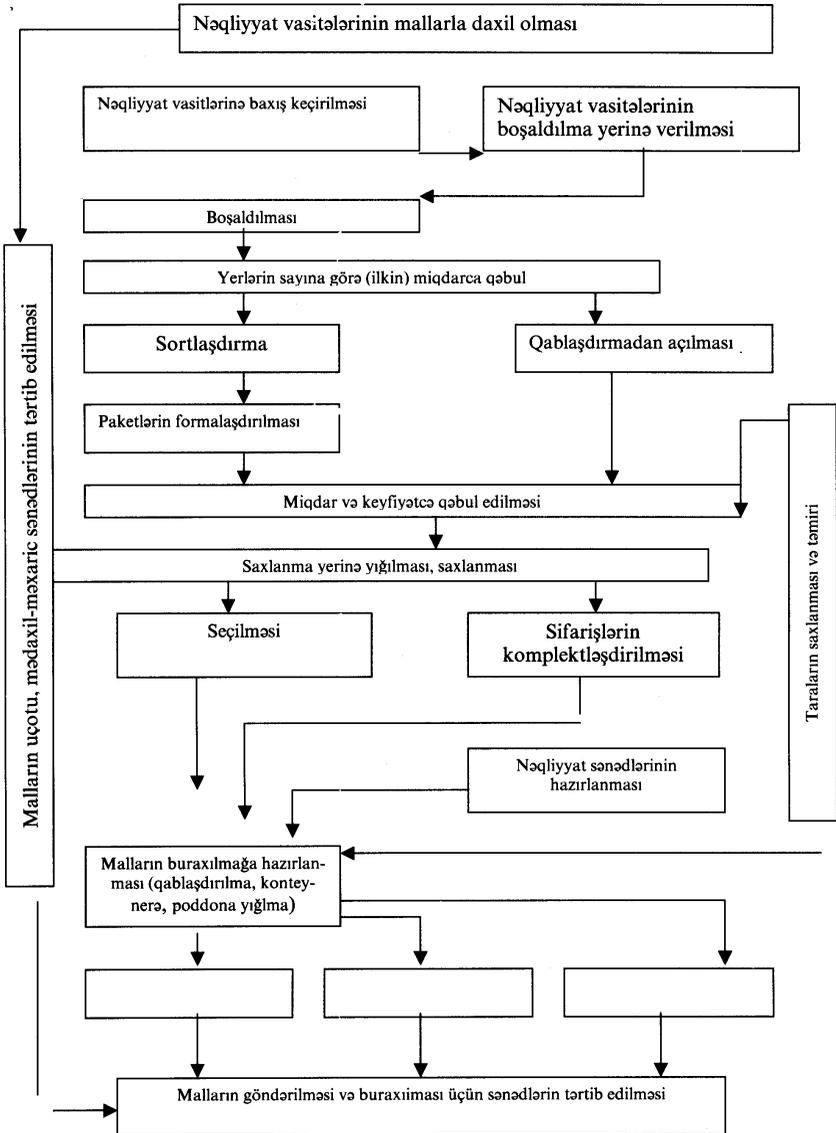 Nəqliyyat vasitələrinin mallarla daxil olması
Nəqliyyat vasitlərinə baxış keçirilməsi
Nəqliyyat vasitələrinin
boşaldılma yerinə verilməsi
Boşaldılması
Yerlərin sayına görə (ilkin) miqdarca qəbul
Sortlaşdırma
Qablaşdırmadan açılması
Paketlərin formalaşdırılması
Miqdar və keyfiyətcə qəbul edilməsi
Saxlanma yerinə yığılması, saxlanması
Seçilməsi
Sifarişlərin
komplektləşdirilməsi
Nəqliyyat sənədlərinin
hazırlanması
Malların uçotu, mədaxil-məxaric sənədlərinin tərtib edilməsi
Taraların saxlanması və təmiri
Malların buraxılmağa hazırlan-
ması (qablaşdırılma, kontey-
nerə, poddona yığlma)
Malların göndərilməsi və buraxıiması üçün sənədlərin tərtib edilməsi